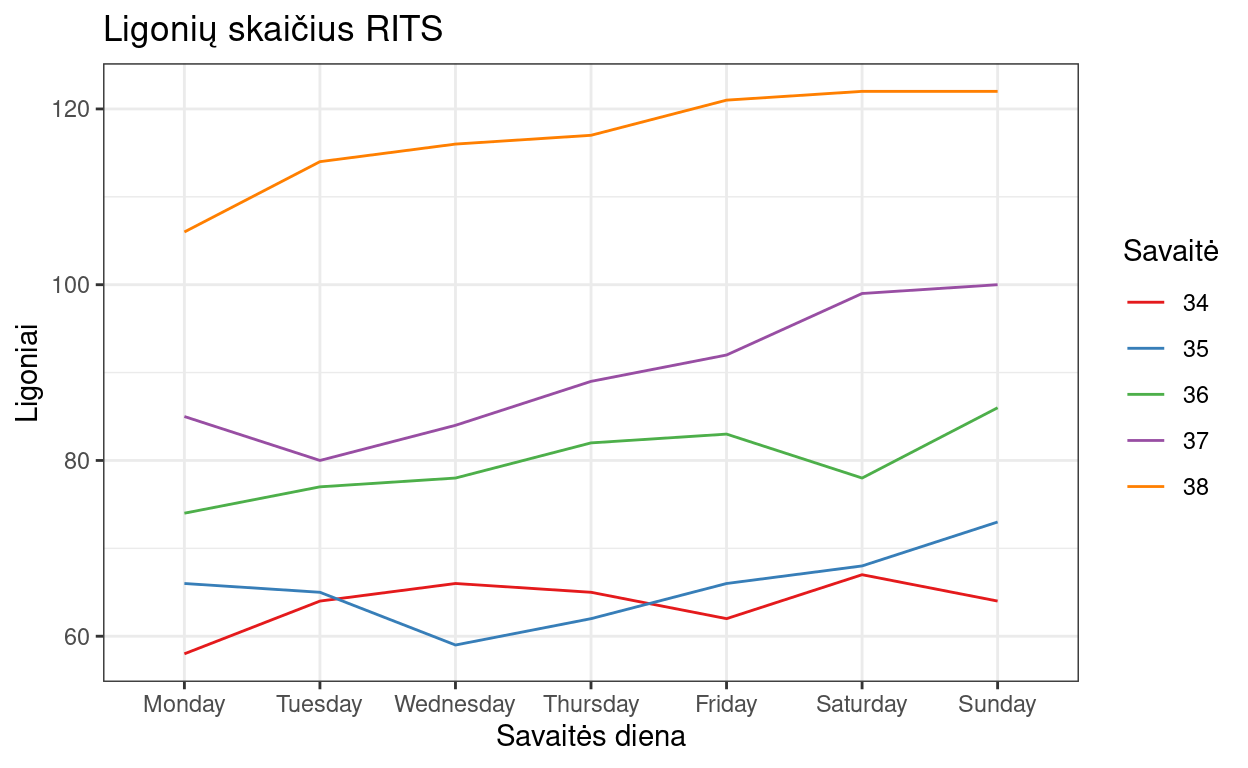 Ligonių skaičius RITS
120
100
80
60
Ligoniai
Monday Tuesday Wednesday Thursday Friday Saturday Sunday
Savaitės diena
Savaitė
34
35
36
37
38